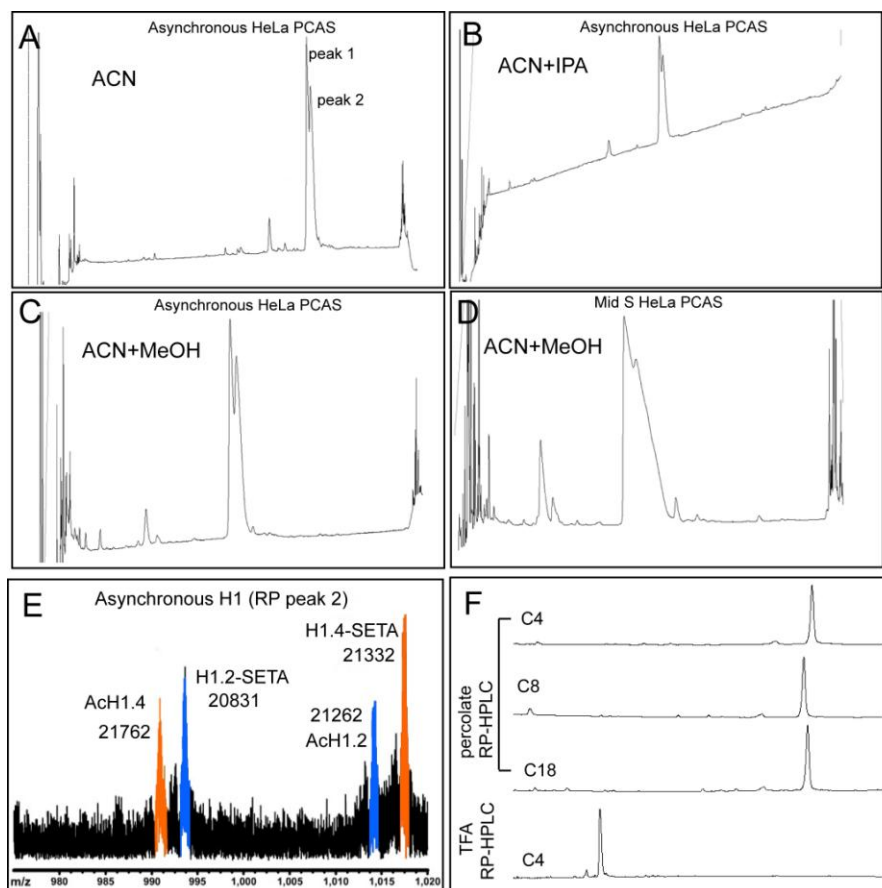 A
Asynchronous HeLa PCAS
peak 1
ACN
peak 2
B
Asynchronous HeLa PCAS
ACN+IPA
C
Asynchronous HeLa PCAS
ACN+MeOH
D
Mid S HeLa PCAS
ACN+MeOH
E
Asynchronous H1 (RP peak 2)
H1.4-SETA
21332
H1.2-SETA
20831
AcH1.4
21762
21262
AcH1.2
m/z 980 985 990 995 1,000 1,005 1,010 1,015 1,020
F
C4
C8
C18
percolate
RP-HPLC
TFA
RP-HPLC
C4